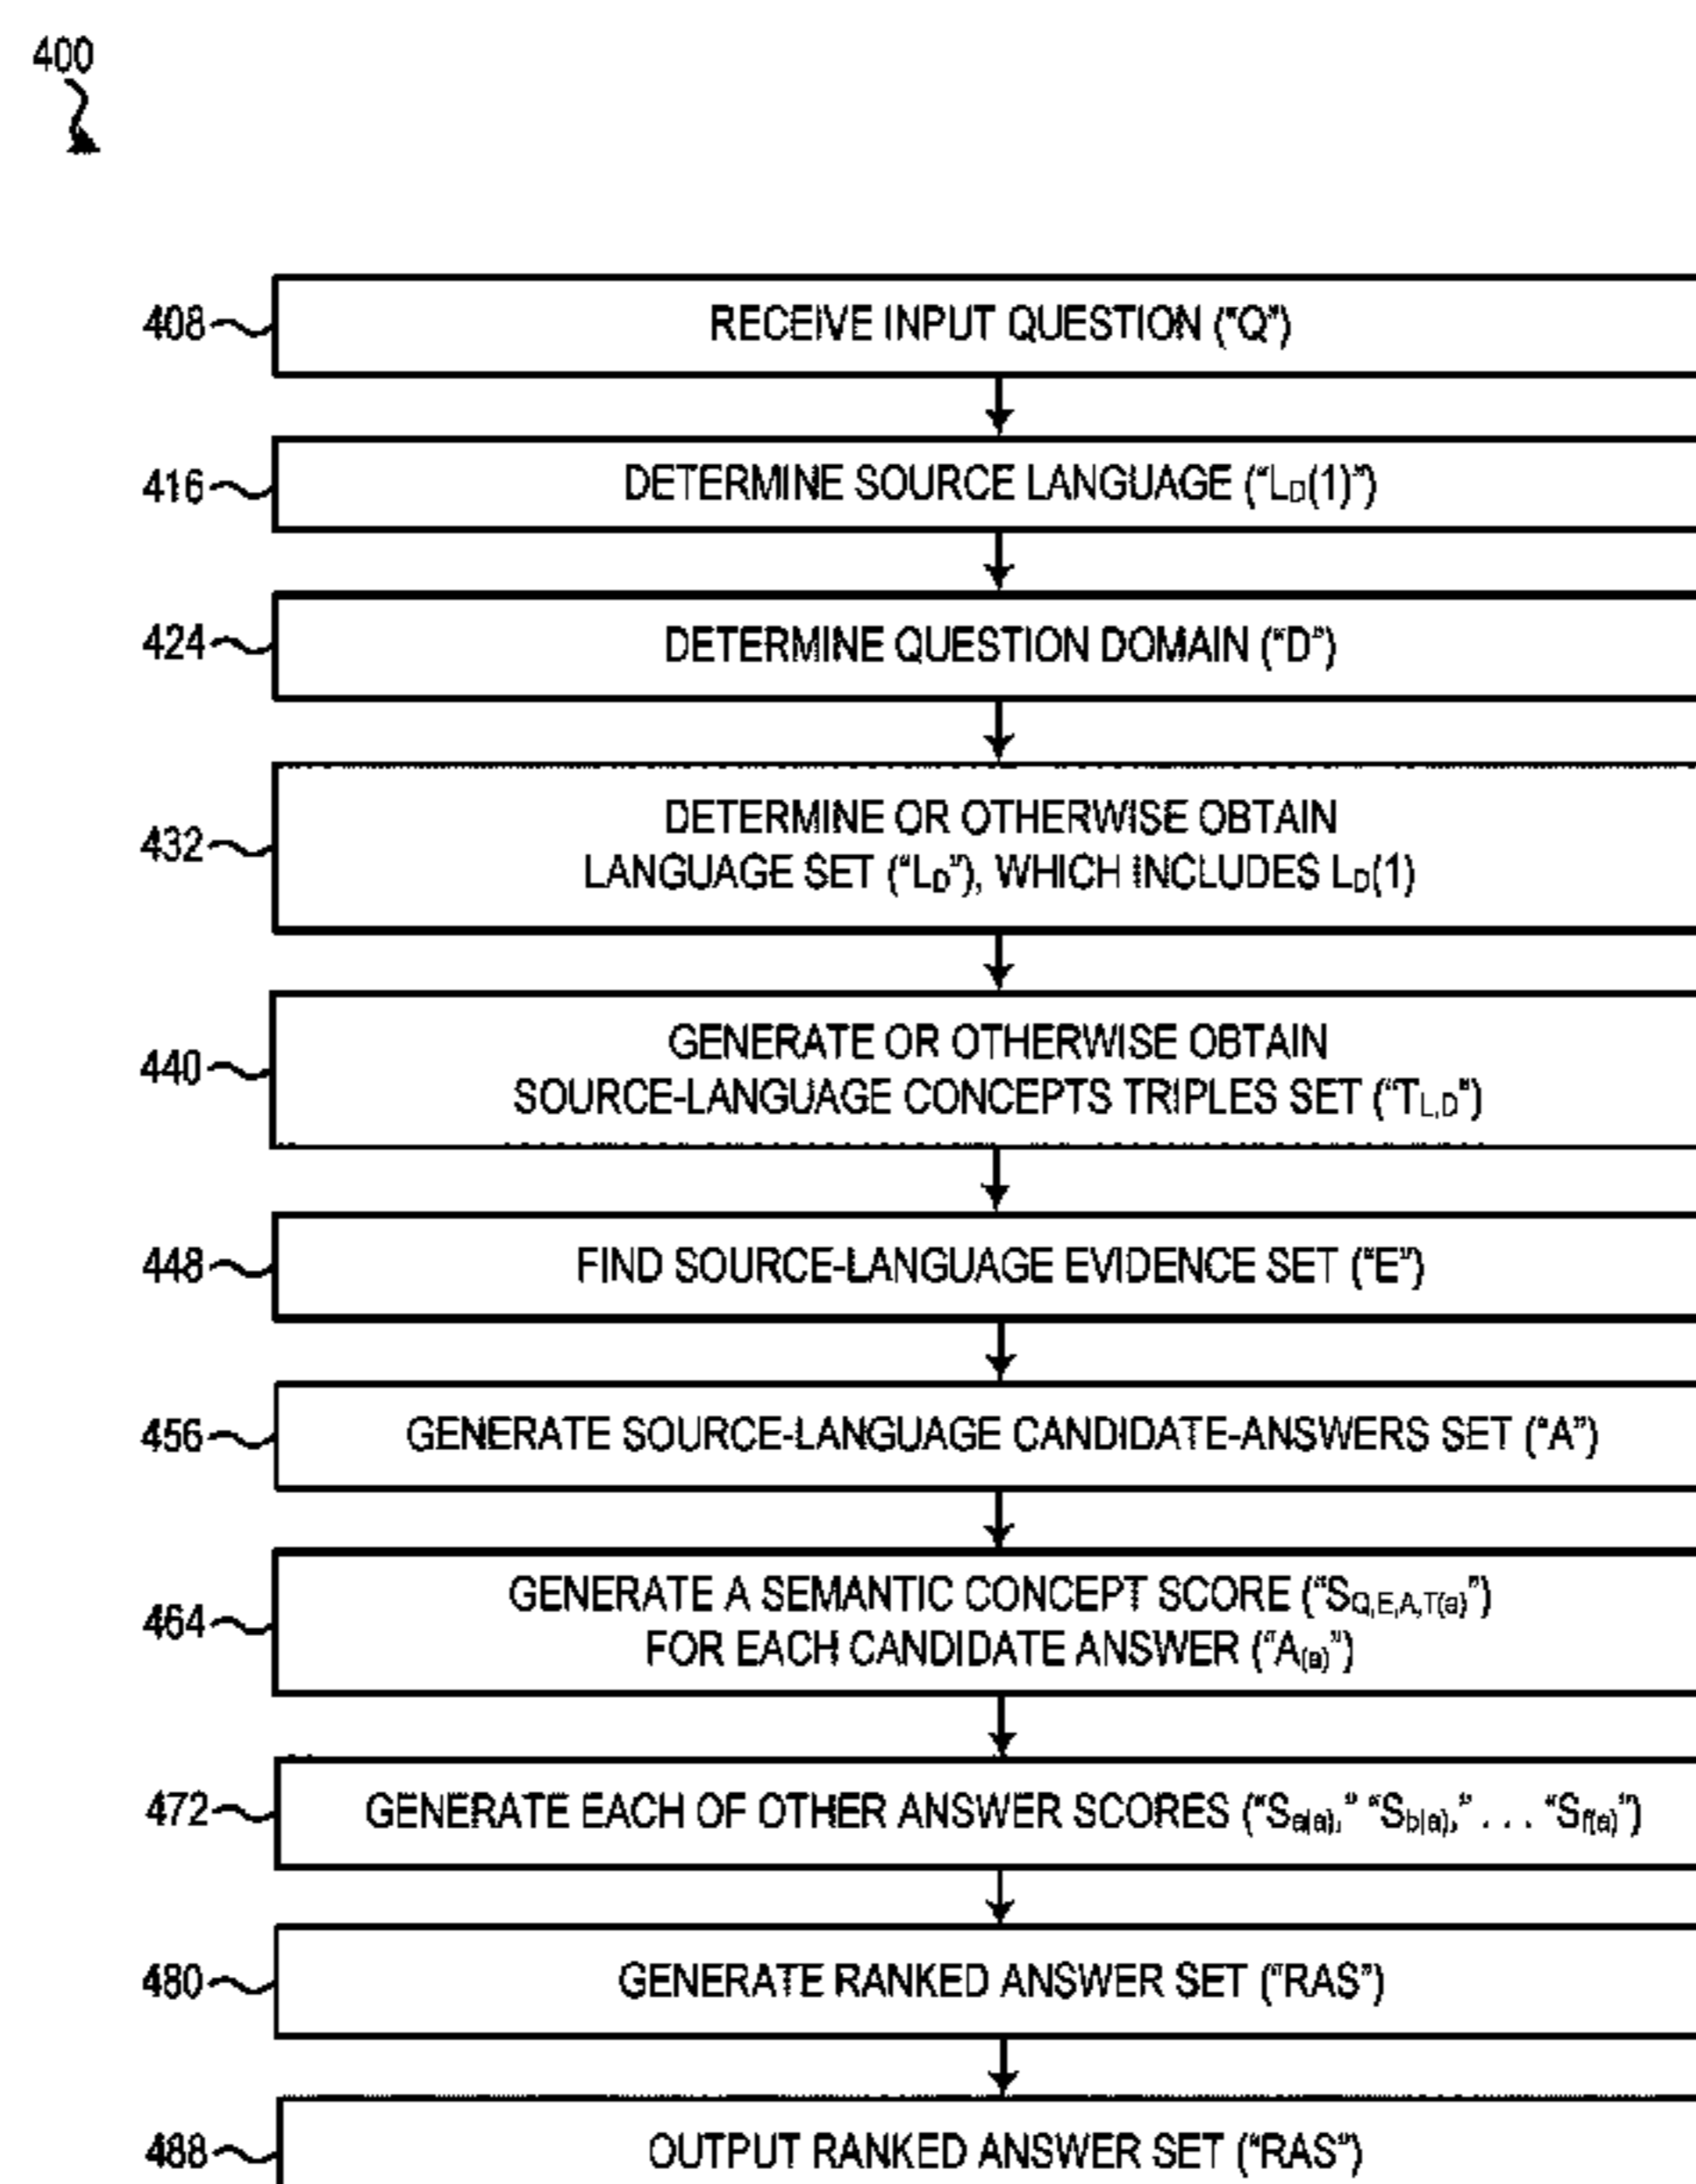 400
408
RECEIVE INPUT QUESTION ("Q")
416
DETERMINE SOURCE LANGUAGE ("LD(1)")
424
DETERMINE QUESTION DOMAIN ("D")
432
DETERMINE OR OTHERWISE OBTAIN
LANGUAGE SET ("LD"), WHICH INCLUDES LD(1)
440
GENERATE OR OTHERWISE OBTAIN
SOURCE-LANGUAGE CONCEPTS TRIPLES SET ("TL,D")
448
FIND SOURCE-LANGUAGE EVIDENCE SET ("E")
456
GENERATE SOURCE-LANGUAGE CANDIDATE-ANSWERS SET ("A")
464
GENERATE A SEMANTIC CONCEPT SCORE ("SQ,E,A,T(a)")
FOR EACH CANDIDATE ANSWER ("A(a)")
472
GENERATE EACH OF OTHER ANSWER SCORES ("Sa(a)," "Sb(a)," . . . "Sf(a)")
480
GENERATE RANKED ANSWER SET ("RAS")
488
OUTPUT RANKED ANSWER SET ("RAS")